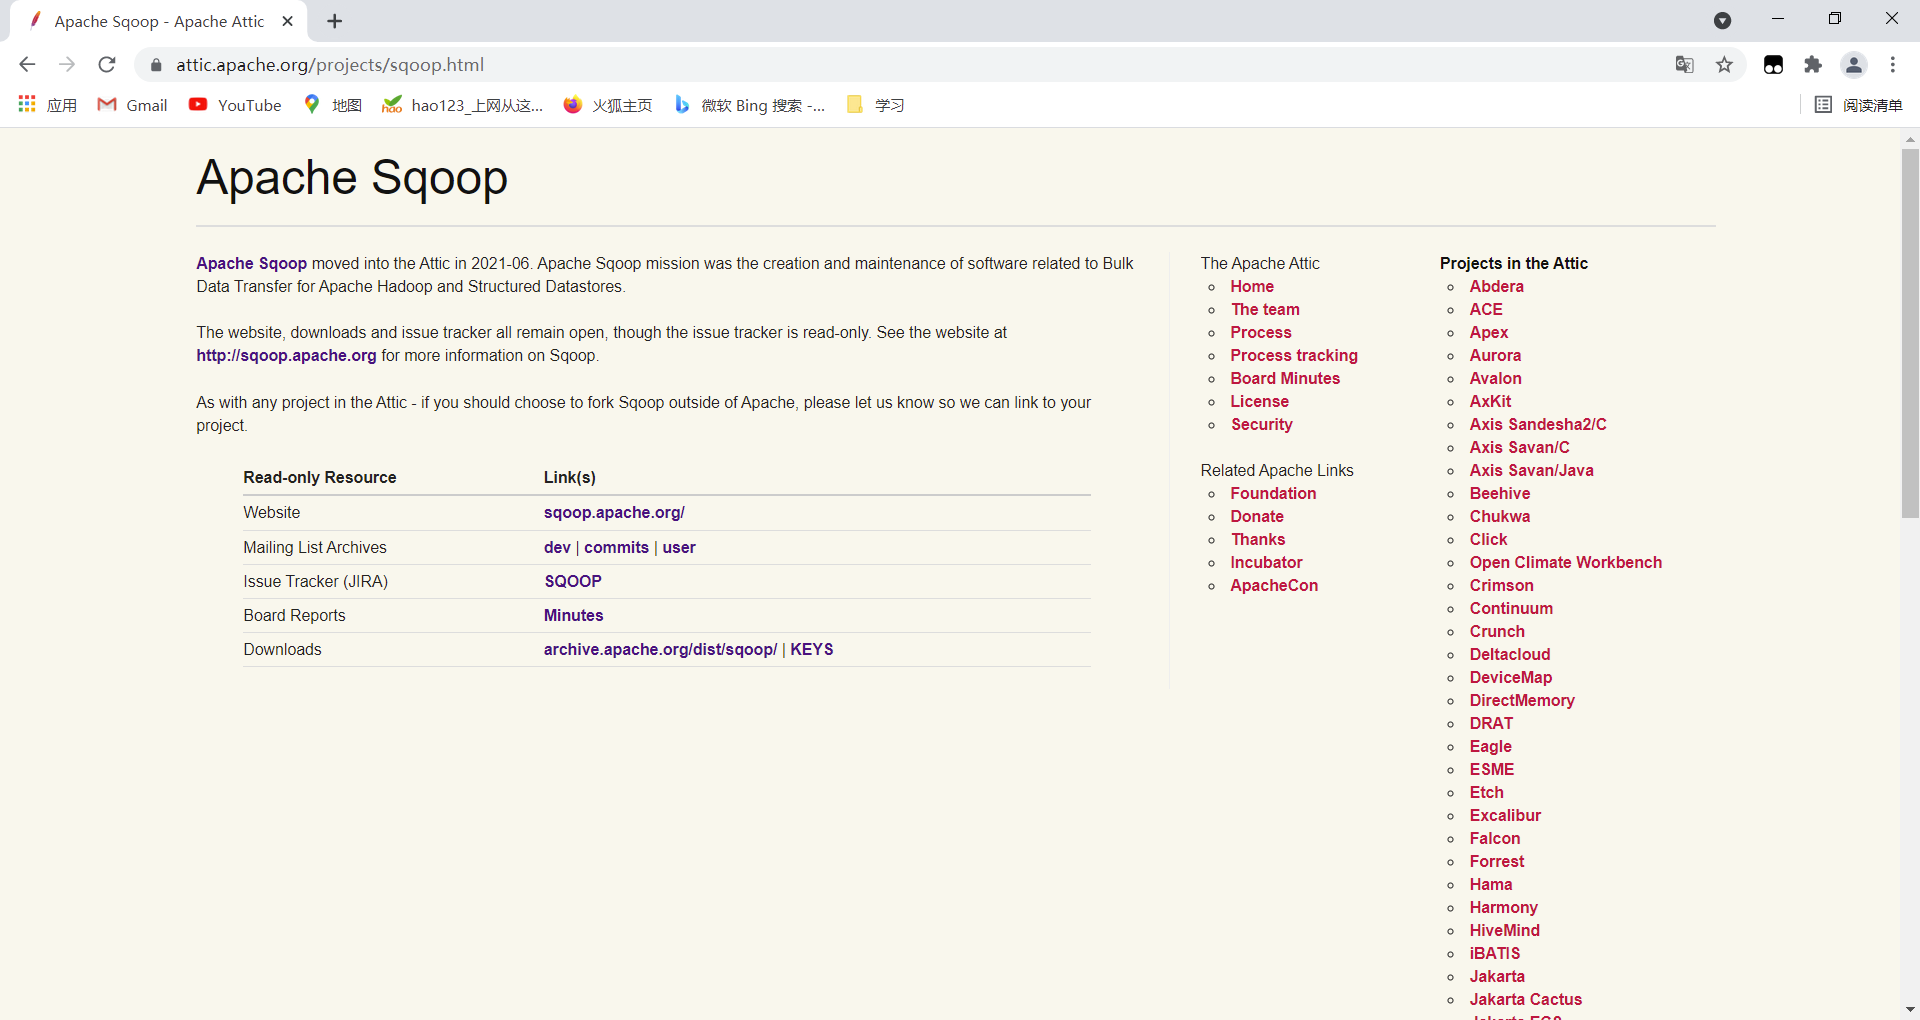 Apache Sqoop - Apache Attic
attic.apache.org/projects/sqoop.html
应用 Gmail YouTube 地图 hao123_上网从这... 火狐主页 微软 Bing 搜索 -... 学习 阅读清单
Apache Sqoop
Apache Sqoop moved into the Attic in 2021-06. Apache Sqoop mission was the creation and maintenance of software related to Bulk
Data Transfer for Apache Hadoop and Structured Datastores.
The website, downloads and issue tracker all remain open, though the issue tracker is read-only. See the website at
http://sqoop.apache.org for more information on Sqoop.
As with any project in the Attic - if you should choose to fork Sqoop outside of Apache, please let us know so we can link to your
project.
Read-only Resource Link(s)
Website sqoop.apache.org/
Mailing List Archives dev | commits | user
Issue Tracker (JIRA) SQOOP
Board Reports Minutes
Downloads archive.apache.org/dist/sqoop/ | KEYS
The Apache Attic
Home
The team
Process
Process tracking
Board Minutes
License
Security
Related Apache Links
Foundation
Donate
Thanks
Incubator
ApacheCon
Projects in the Attic
Abdera
ACE
Apex
Aurora
Avalon
AxKit
Axis Sandesha2/C
Axis Savan/C
Axis Savan/Java
Beehive
Chukwa
Click
Open Climate Workbench
Crimson
Continuum
Crunch
Deltacloud
DeviceMap
DirectMemory
DRAT
Eagle
ESME
Etch
Excalibur
Falcon
Forrest
Hama
Harmony
HiveMind
iBATIS
Jakarta
Jakarta Cactus